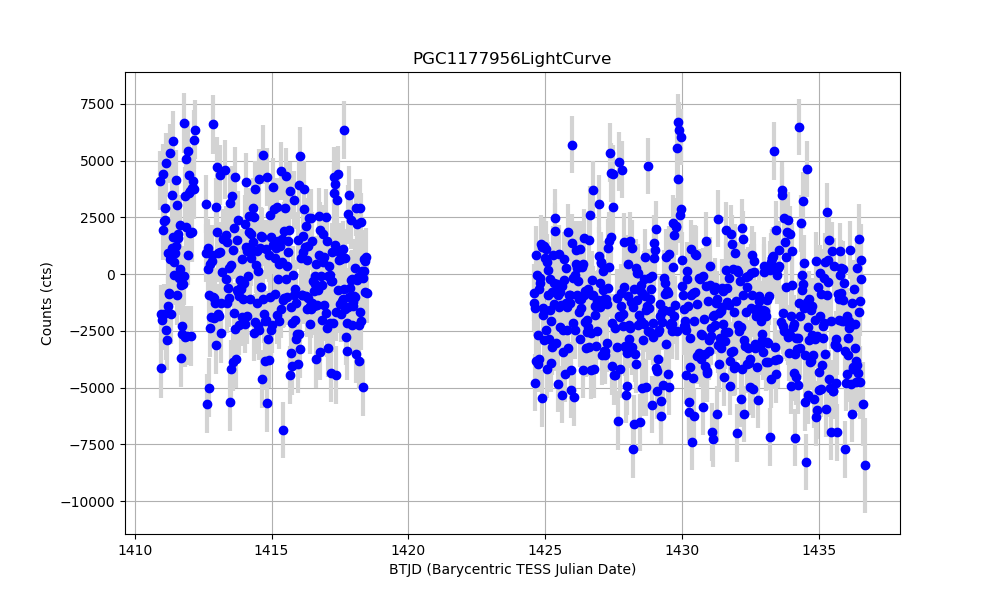 PGC1177956LightCurve
7500
5000
2500
0
−2500
−5000
−7500
−10000
Counts (cts)
1410 1415 1420 1425 1430 1435
BTJD (Barycentric TESS Julian Date)